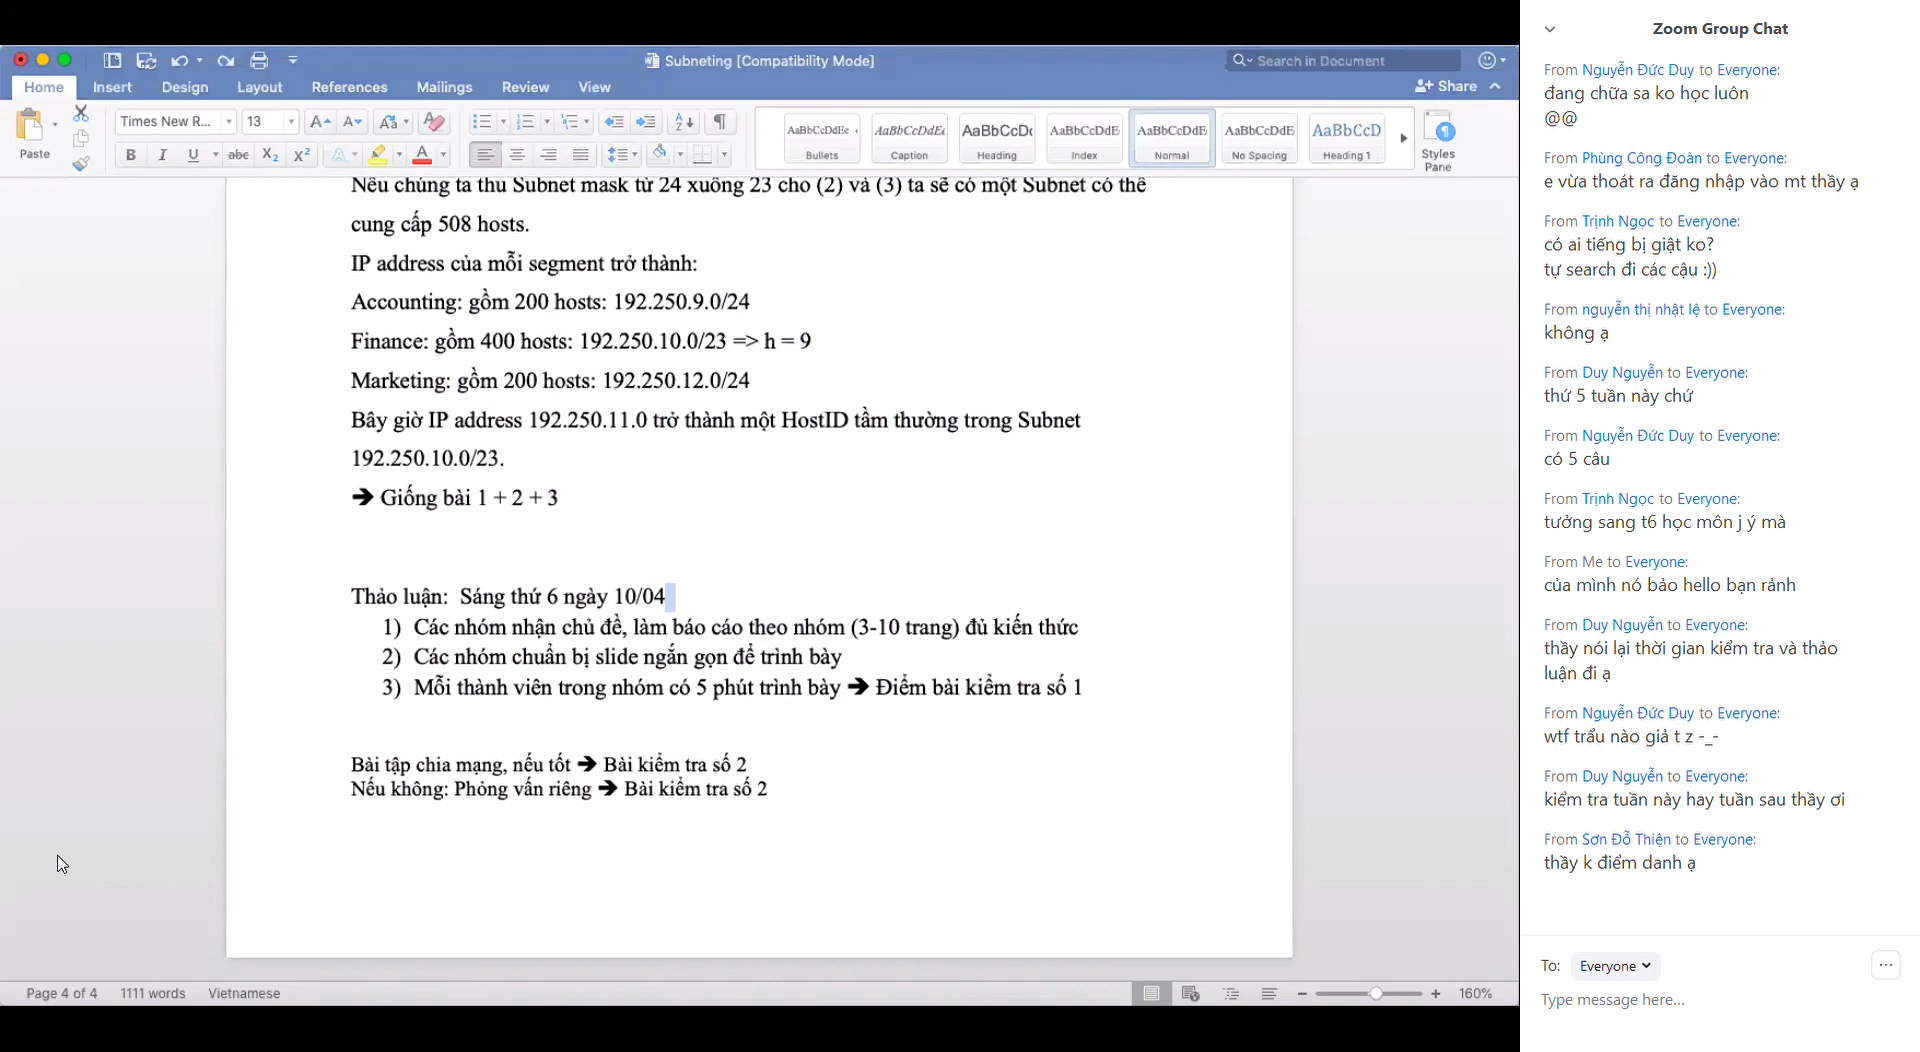 Subneting [Compatibility Mode]
Search in Document
Home Insert Design Layout References Mailings Review View
Share
Paste
Times New R... 13
B I U abc X₂ X²
AaBbCcDdEe Bullets
AaBbCcDdEe Caption
AaBbCcDc Heading
AaBbCcDdE Index
AaBbCcDdE Normal
AaBbCcDdE No Spacing
AaBbCcD Heading 1
Styles Pane
Nếu chúng ta thu Subnet mask từ 24 xuông 23 cho (2) và (3) ta sẽ có một Subnet có thể
cung cấp 508 hosts.
IP address của mỗi segment trở thành:
Accounting: gồm 200 hosts: 192.250.9.0/24
Finance: gồm 400 hosts: 192.250.10.0/23 => h = 9
Marketing: gồm 200 hosts: 192.250.12.0/24
Bây giờ IP address 192.250.11.0 trở thành một HostID tầm thường trong Subnet
192.250.10.0/23.
➔ Giống bài 1 + 2 + 3
Thảo luận: Sáng thứ 6 ngày 10/04
1) Các nhóm nhận chủ đề, làm báo cáo theo nhóm (3-10 trang) đủ kiến thức
2) Các nhóm chuẩn bị slide ngắn gọn để trình bày
3) Mỗi thành viên trong nhóm có 5 phút trình bày ➔ Điểm bài kiểm tra số 1
Bài tập chia mạng, nếu tốt ➔ Bài kiểm tra số 2
Nếu không: Phỏng vấn riêng ➔ Bài kiểm tra số 2
Page 4 of 4 1111 words Vietnamese
160%
Zoom Group Chat
From Nguyễn Đức Duy to Everyone:
đang chữa sa ko học luôn
@@
From Phùng Công Đoàn to Everyone:
e vừa thoát ra đăng nhập vào mt thầy ạ
From Trịnh Ngọc to Everyone:
có ai tiếng bị giật ko?
tự search đi các cậu :))
From nguyễn thị nhật lệ to Everyone:
không ạ
From Duy Nguyễn to Everyone:
thứ 5 tuần này chứ
From Nguyễn Đức Duy to Everyone:
có 5 câu
From Trịnh Ngọc to Everyone:
tưởng sang t6 học môn j ý mà
From Me to Everyone:
của mình nó bảo hello bạn rảnh
From Duy Nguyễn to Everyone:
thầy nói lại thời gian kiểm tra và thảo
luận đi ạ
From Nguyễn Đức Duy to Everyone:
wtf trẩu nào giả t z -_-
From Duy Nguyễn to Everyone:
kiểm tra tuần này hay tuần sau thầy ơi
From Sơn Đỗ Thiện to Everyone:
thầy k điểm danh ạ
To: Everyone
Type message here...